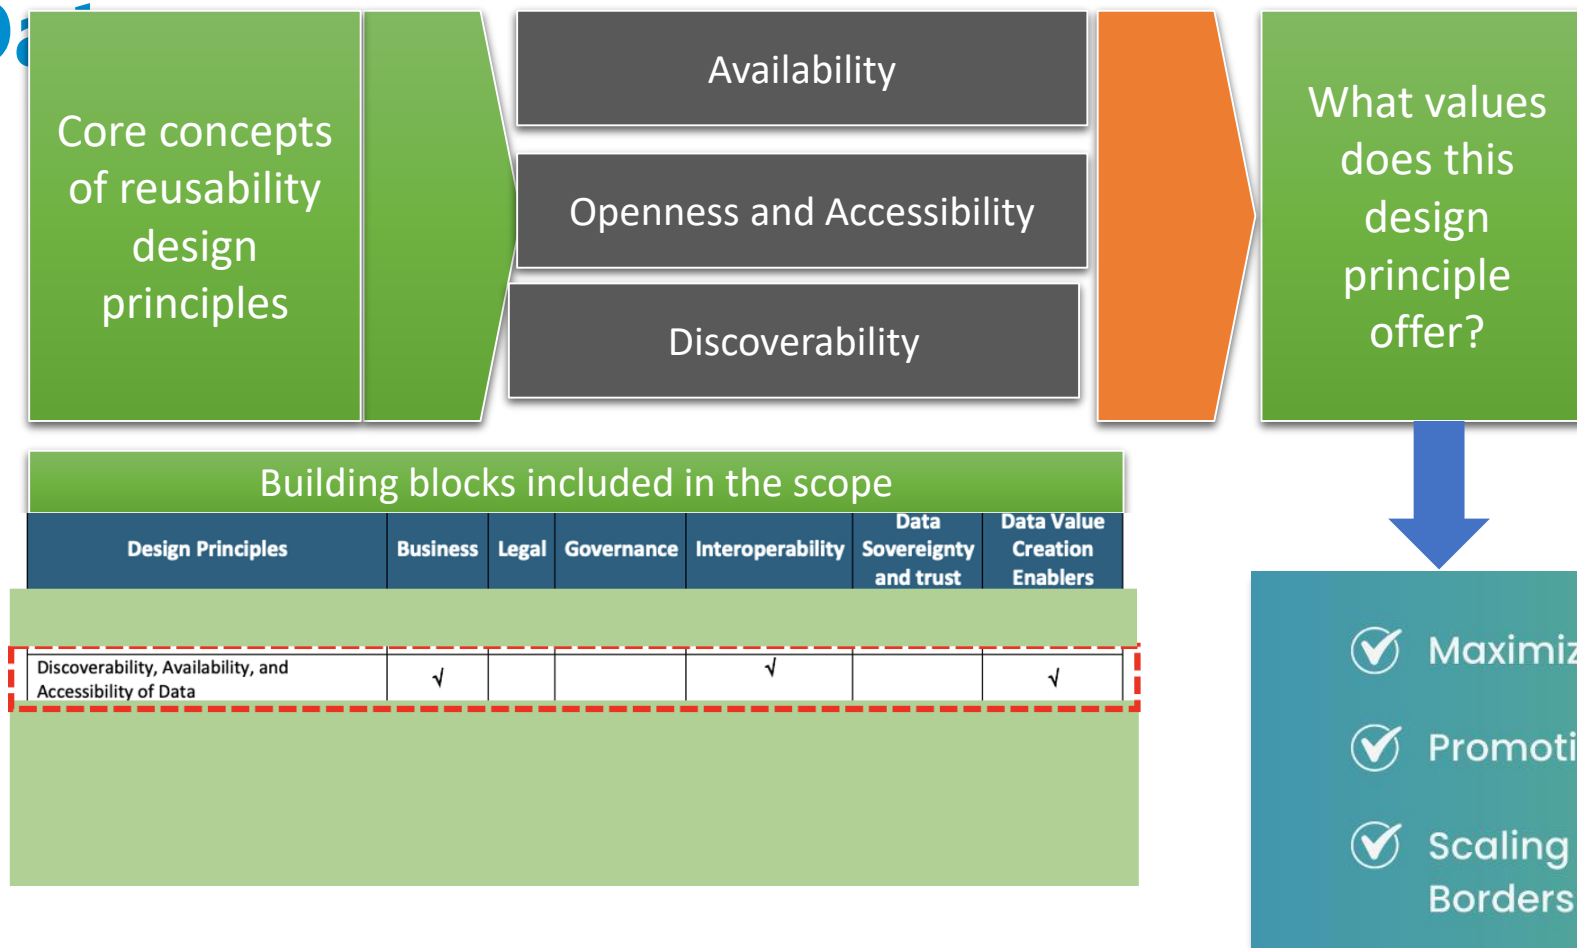 Core concepts
of reusability
design
principles
Availability
Openness and Accessibility
Discoverability
What values
does this
design
principle
offer?
Building blocks included in the scope
Design Principles Business Legal Governance Interoperability Data Sovereignty and trust Data Value Creation Enablers
Discoverability, Availability, and
Accessibility of Data √ √ √
Scaling
Borders